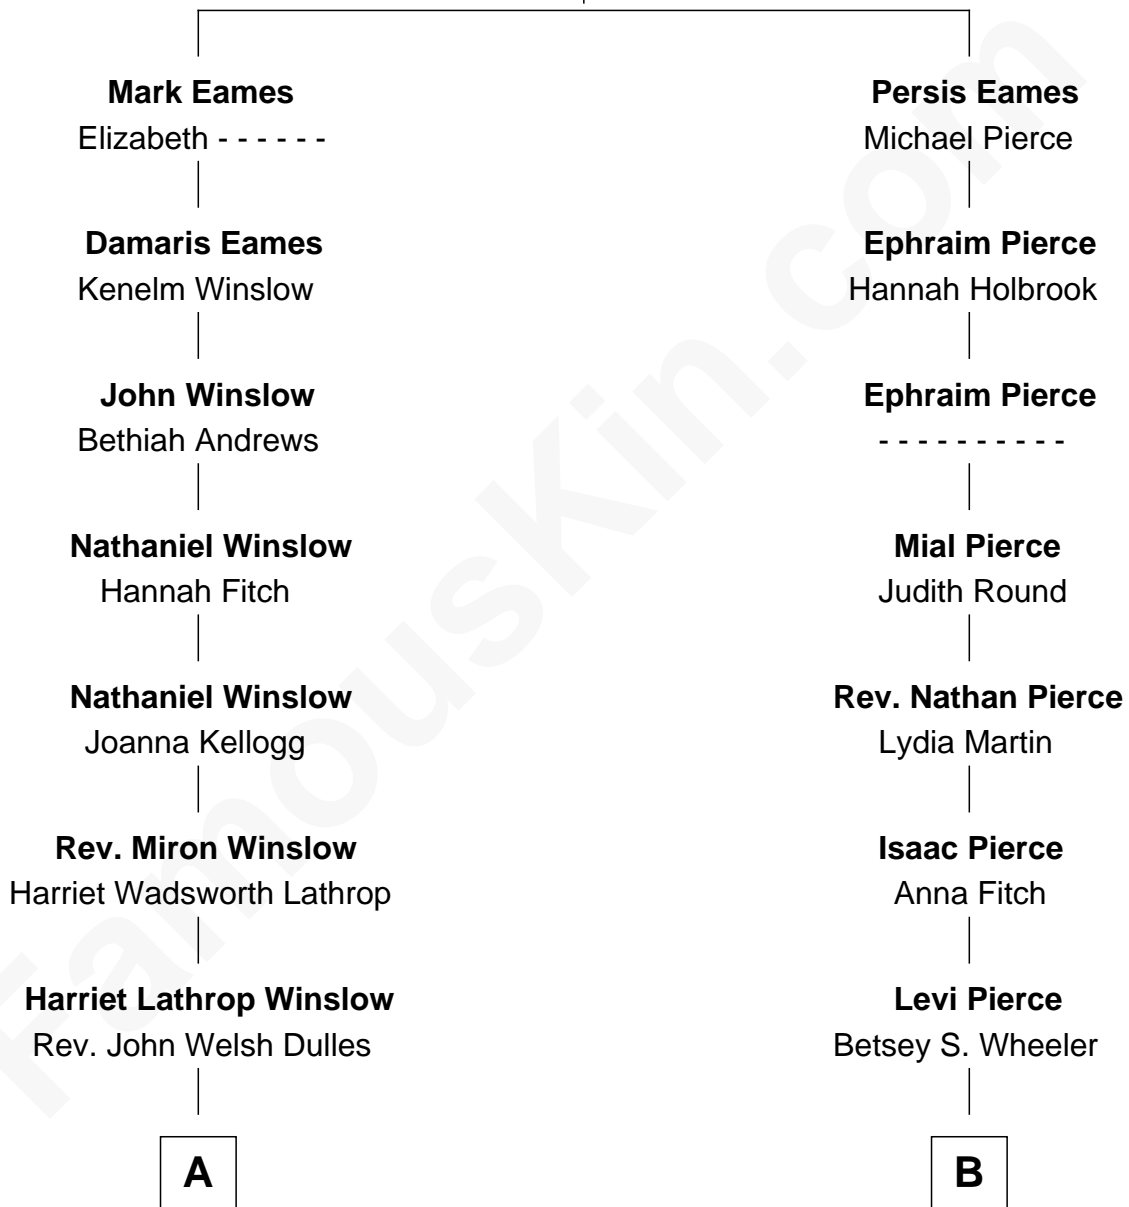 Mark Eames
Elizabeth - - - - - -
Damaris Eames
Kenelm Winslow
John Winslow
Bethiah Andrews
Nathaniel Winslow
Hannah Fitch
Nathaniel Winslow
Joanna Kellogg
Rev. Miron Winslow
Harriet Wadsworth Lathrop
Harriet Lathrop Winslow
Rev. John Welsh Dulles
A
Persis Eames
Michael Pierce
Ephraim Pierce
Hannah Holbrook
Ephraim Pierce
- - - - - - - - - -
Mial Pierce
Judith Round
Rev. Nathan Pierce
Lydia Martin
Isaac Pierce
Anna Fitch
Levi Pierce
Betsey S. Wheeler
B
FamousKin.com